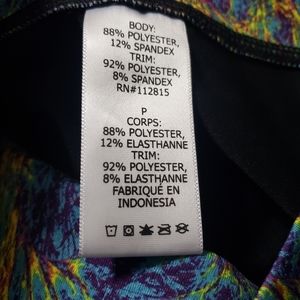 BODY:
88% POLYESTER,
12% SPANDEX
TRIM:
92% POLYESTER,
8% SPANDEX
RN#112815
P
CORPS:
88% POLYESTER,
12% ELASTHANNE
TRIM:
92% POLYESTER,
8% ELASTHANNE
FABRIQUÉ EN
INDONESIA